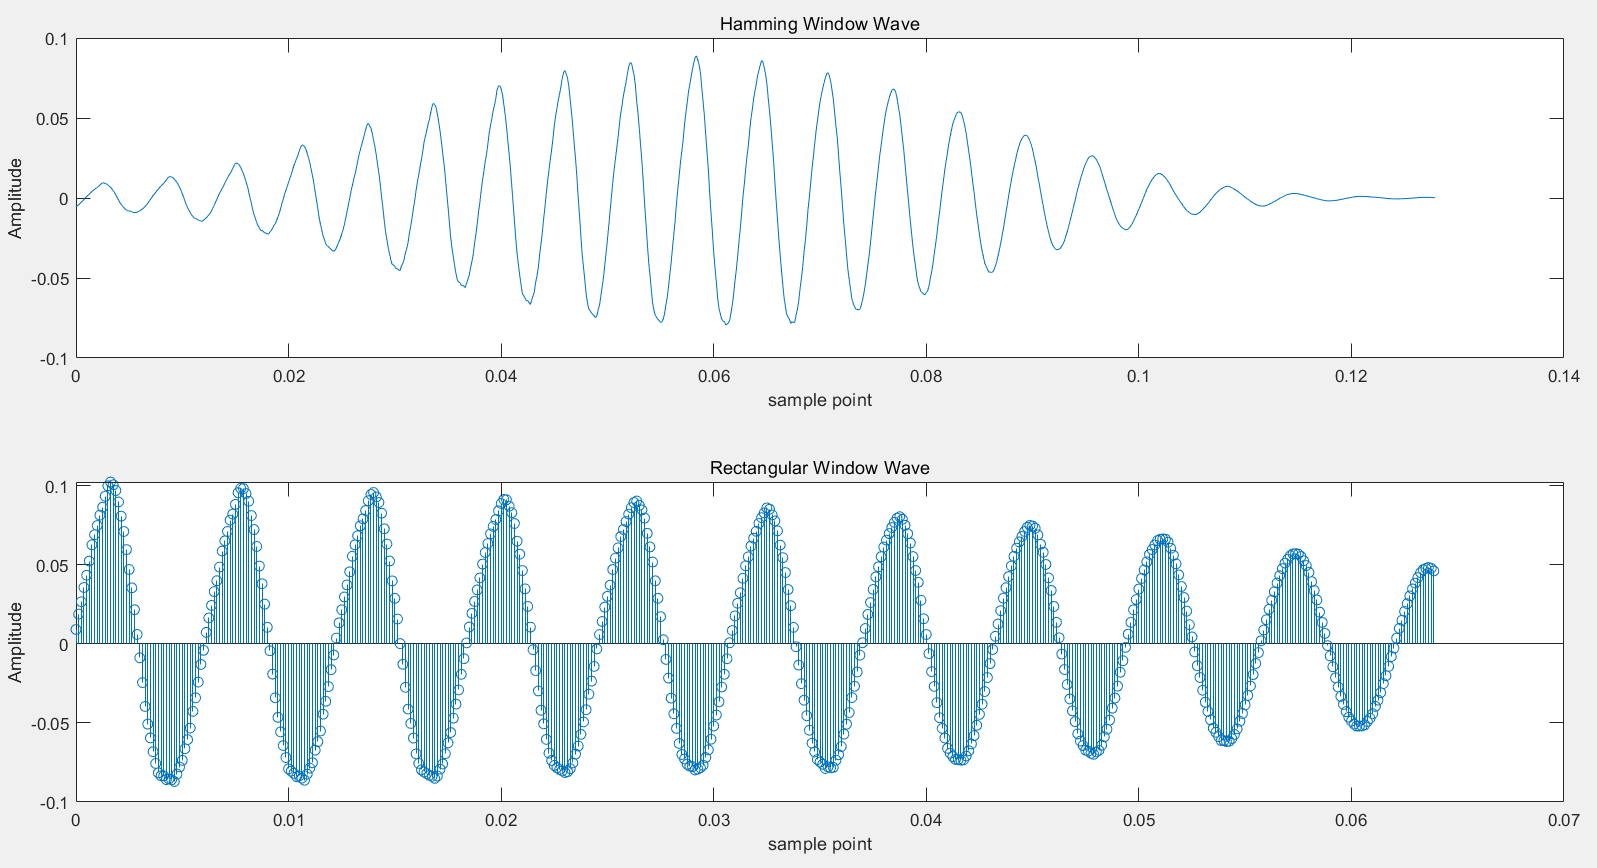 Hamming Window Wave
0.1
0.05
0
-0.05
-0.1
Amplitude
0 0.02 0.04 0.06 0.08 0.1 0.12 0.14
sample point
Rectangular Window Wave
0.1
0.05
0
-0.05
-0.1
Amplitude
0 0.01 0.02 0.03 0.04 0.05 0.06 0.07
sample point